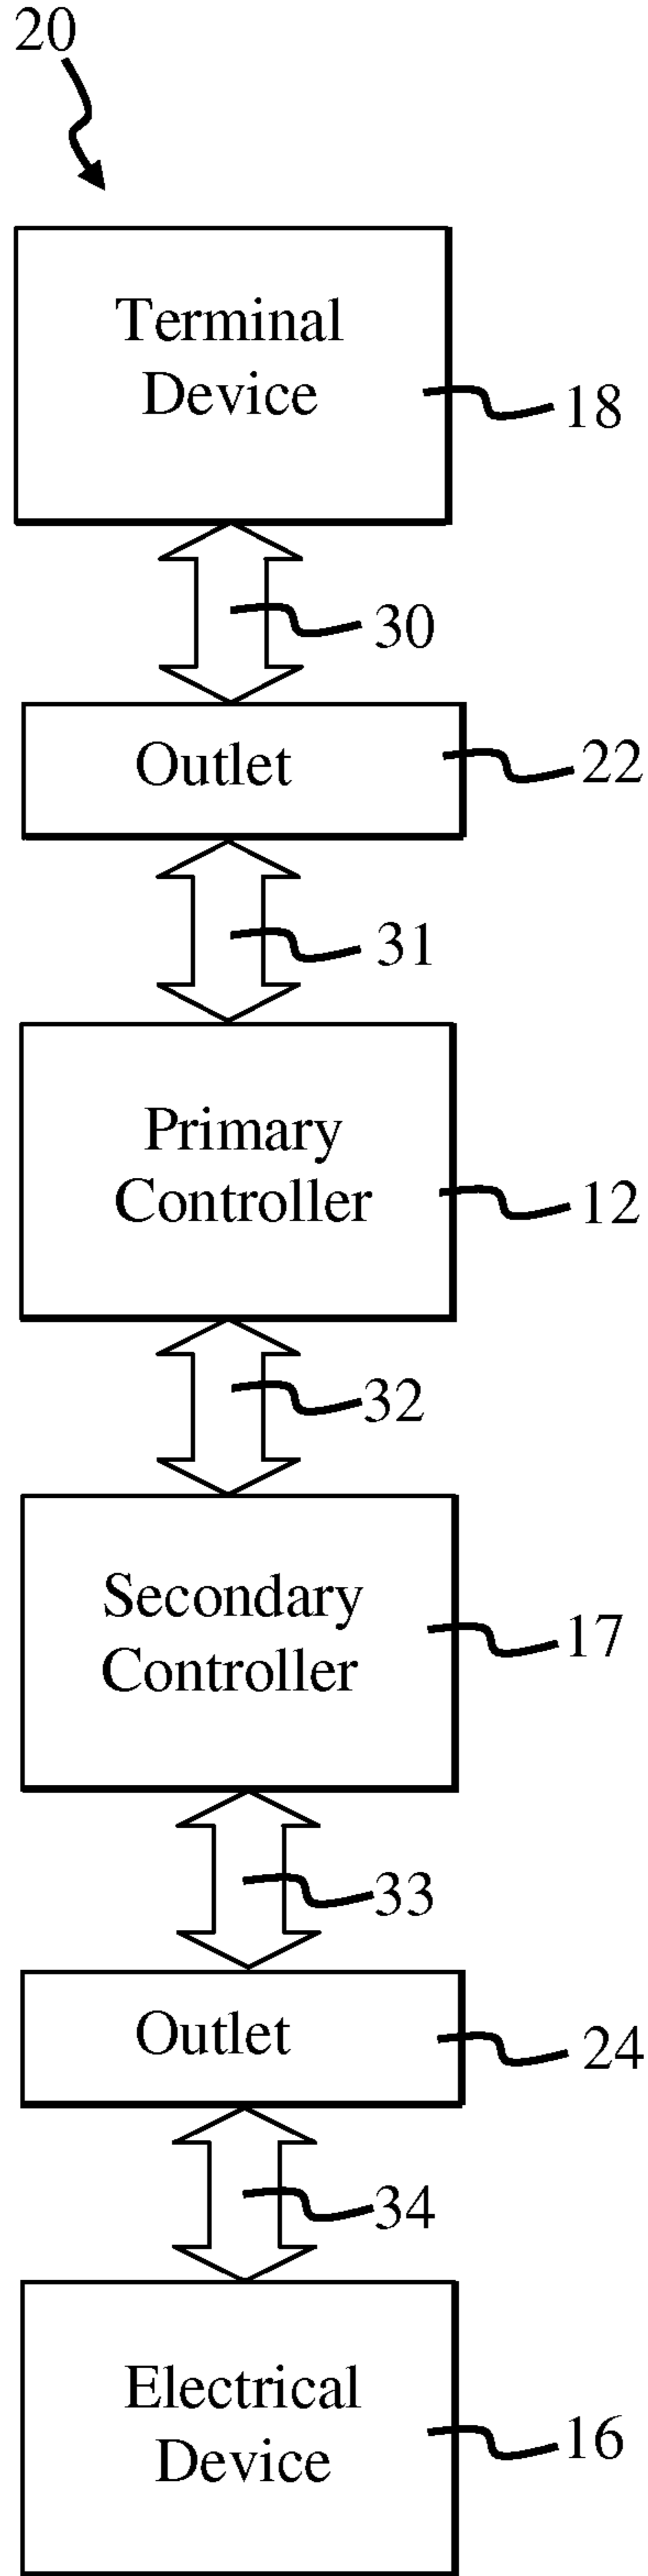 20
Terminal
Device
18
30
Outlet
22
31
Primary
Controller
12
32
Secondary
Controller
17
33
Outlet
24
34
Electrical
Device
16